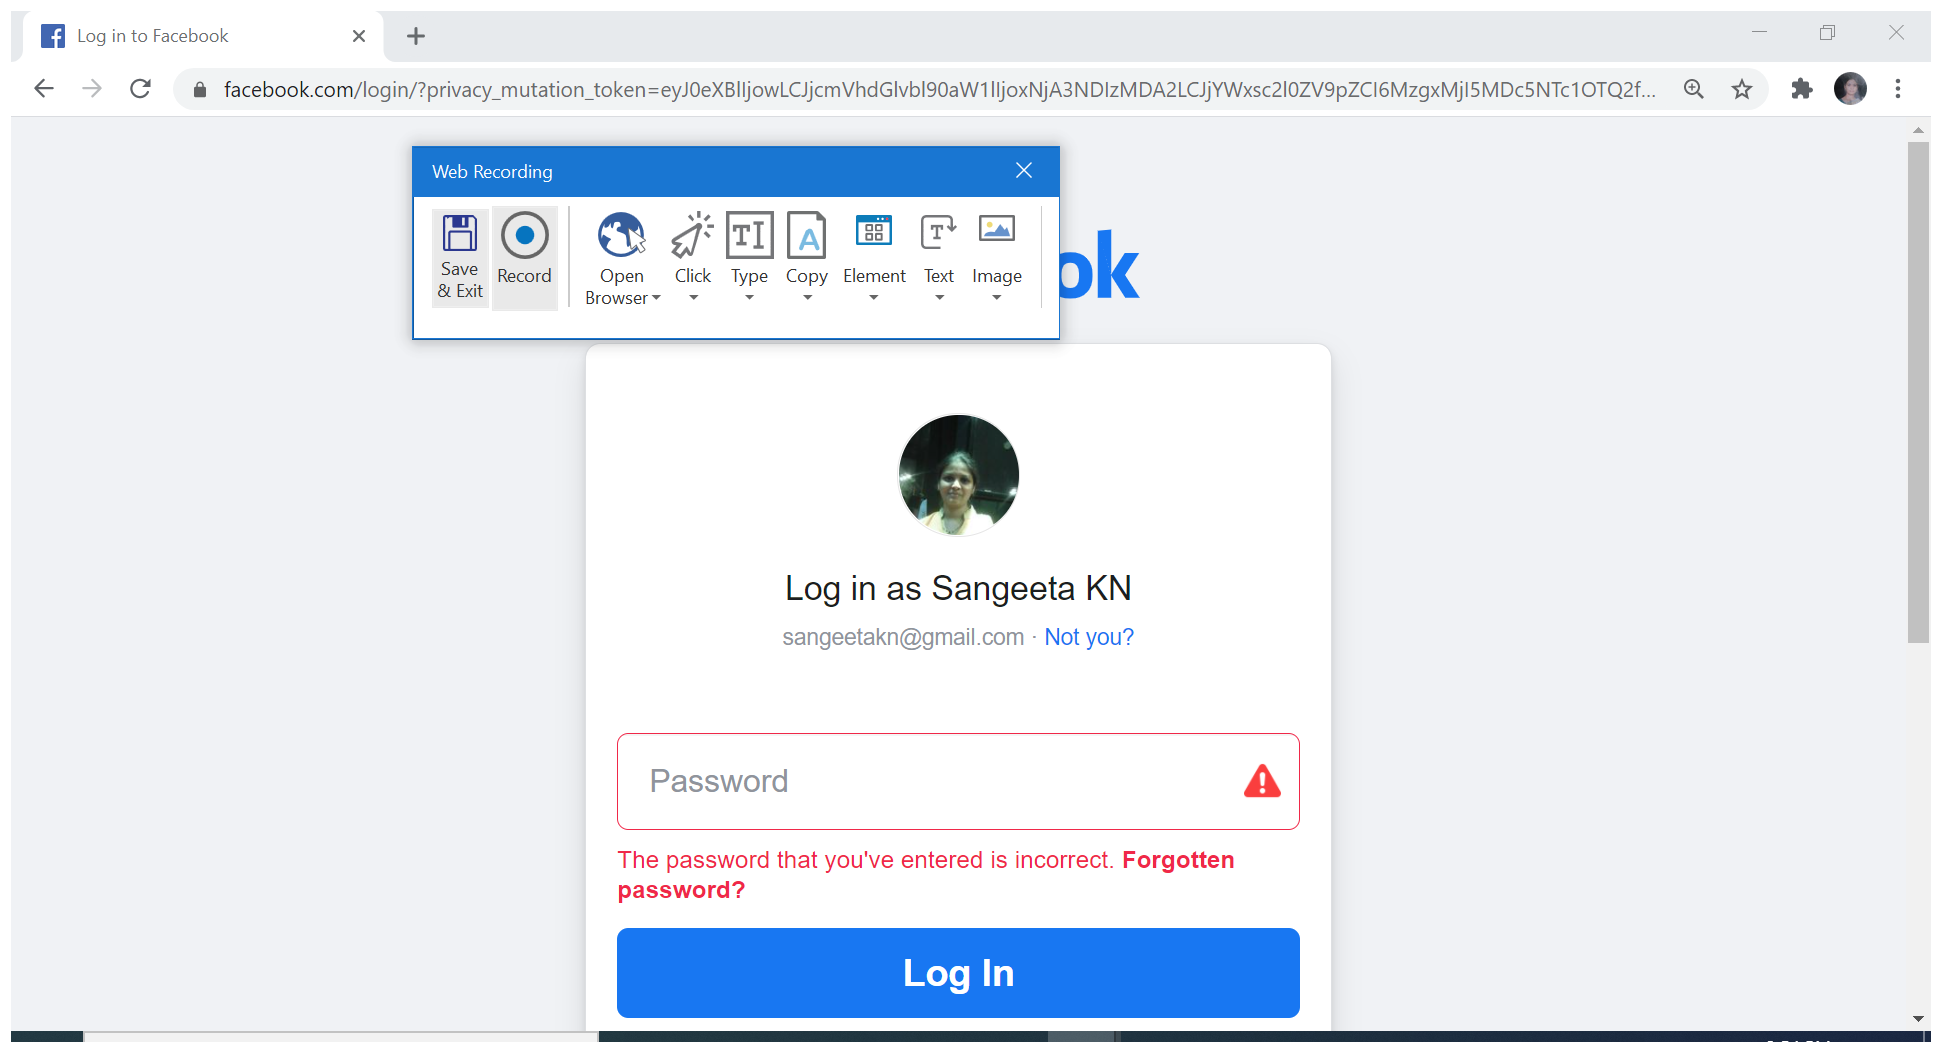 Log in to Facebook
facebook.com/login/?privacy_mutation_token=eyJ0eXBlIjowLCJjcmVhdGlvbl90aW1lIjoxNjA3NDIzMDA2LCJjYWxsc2l0ZV9pZCI6MzgxMjI5MDc5NTc1OTQ2f...
Web Recording
Save & Exit
Record
Open Browser
Click
Type
Copy
Element
Text
Image
ok
Log in as Sangeeta KN
sangeetakn@gmail.com · Not you?
Password
The password that you've entered is incorrect. Forgotten
password?
Log In